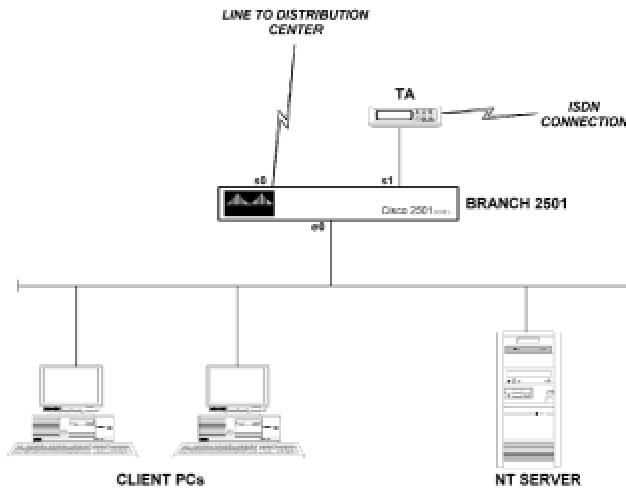 LINE TO DISTRIBUTION
CENTER
TA
ISDN
CONNECTION
s0
s1
BRANCH 2501
Cisco 2501
e0
CLIENT PCs
NT SERVER